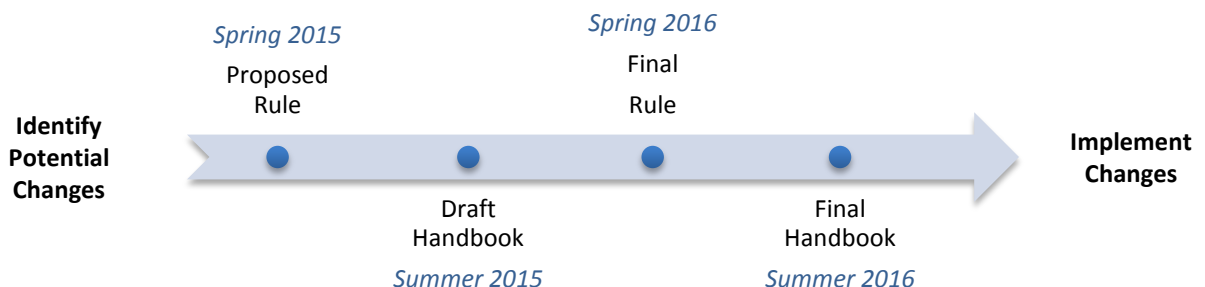 Identify
Potential
Changes
Spring 2015
Proposed
Rule
Draft
Handbook
Summer 2015
Spring 2016
Final
Rule
Final
Handbook
Summer 2016
Implement
Changes